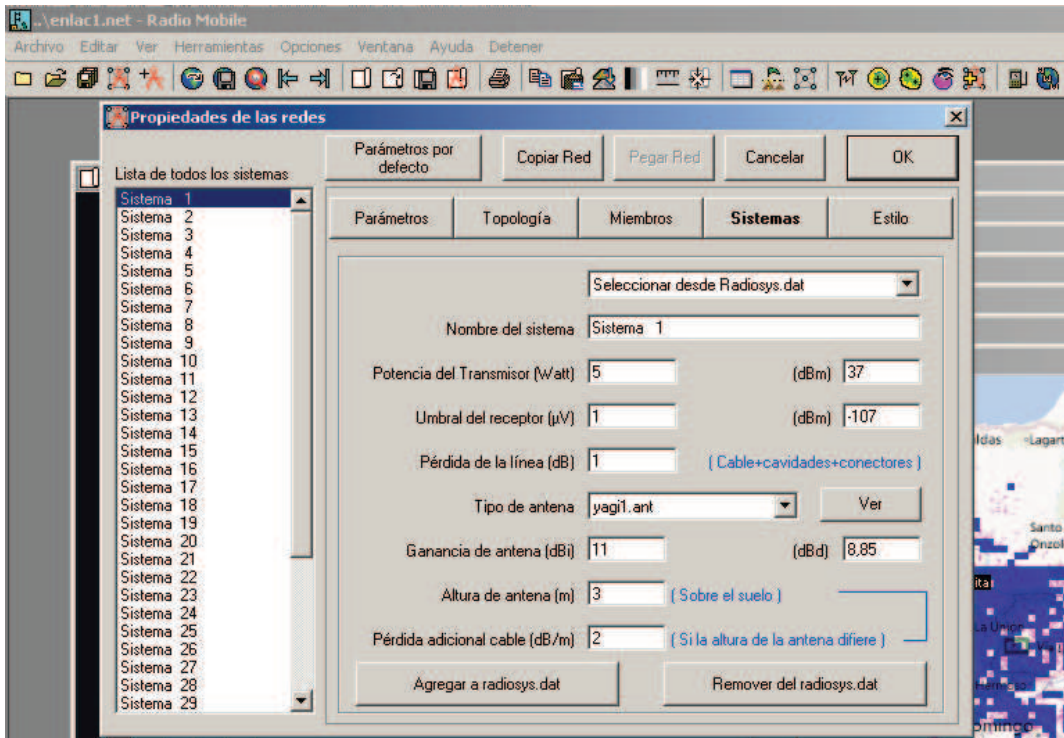 ..\enlac1.net - Radio Mobile
Archivo Editar Ver Herramientas Opciones Ventana Ayuda Detener
Propiedades de las redes
Parámetros por defecto
Copiar Red
Pegar Red
Cancelar
OK
Lista de todos los sistemas
Sistema 1
Sistema 2
Sistema 3
Sistema 4
Sistema 5
Sistema 6
Sistema 7
Sistema 8
Sistema 9
Sistema 10
Sistema 11
Sistema 12
Sistema 13
Sistema 14
Sistema 15
Sistema 16
Sistema 17
Sistema 18
Sistema 19
Sistema 20
Sistema 21
Sistema 22
Sistema 23
Sistema 24
Sistema 25
Sistema 26
Sistema 27
Sistema 28
Sistema 29
Parámetros Topología Miembros Sistemas Estilo
Seleccionar desde Radiosys.dat
Nombre del sistema Sistema 1
Potencia del Transmisor (Watt) 5 (dBm) 37
Umbral del receptor (µV) 1 (dBm) -107
Pérdida de la línea (dB) 1 ( Cable+cavidades+conectores )
Tipo de antena yagi1.ant Ver
Ganancia de antena (dBi) 11 (dBd) 8,85
Altura de antena (m) 3 ( Sobre el suelo )
Pérdida adicional cable (dB/m) 2 ( Si la altura de la antena difiere )
Agregar a radiosys.dat Remover del radiosys.dat
ldas Lagart
Santo
Onzol
ita
La Union
omingo